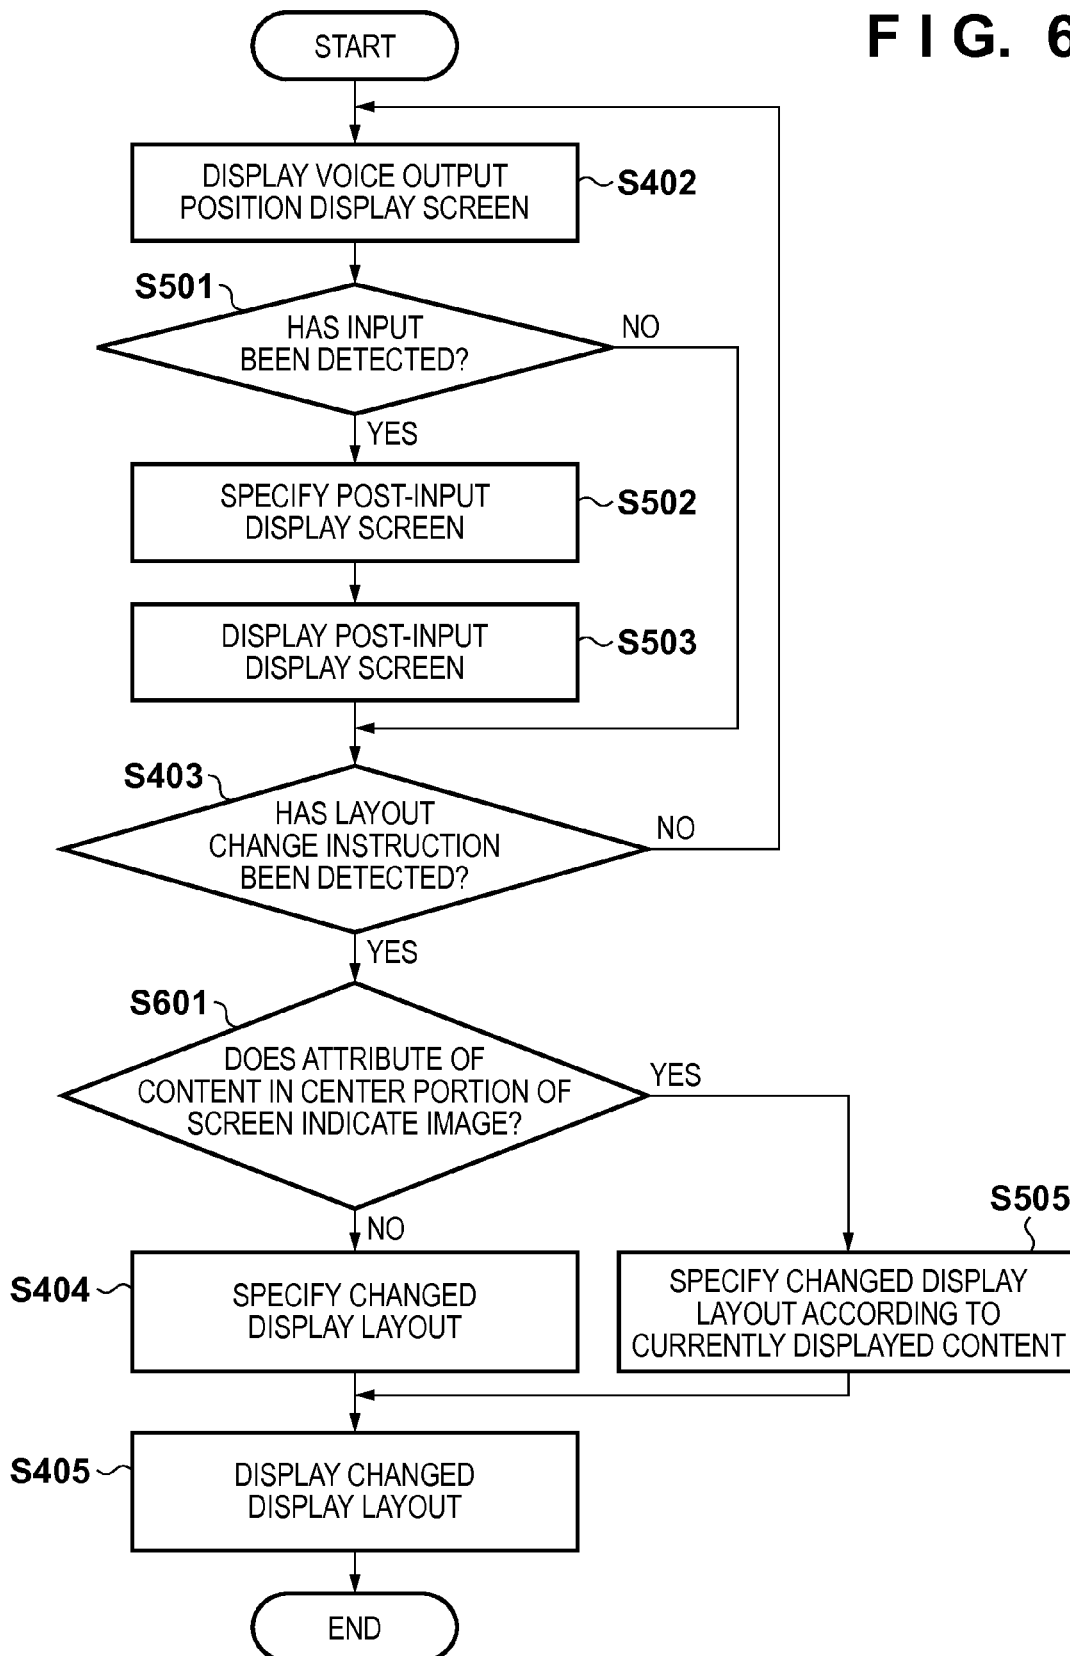 FIG. 6
START
DISPLAY VOICE OUTPUT
POSITION DISPLAY SCREEN
S402
S501
HAS INPUT
BEEN DETECTED?
NO
YES
SPECIFY POST-INPUT
DISPLAY SCREEN
S502
DISPLAY POST-INPUT
DISPLAY SCREEN
S503
S403
HAS LAYOUT
CHANGE INSTRUCTION
BEEN DETECTED?
NO
YES
S601
DOES ATTRIBUTE OF
CONTENT IN CENTER PORTION OF
SCREEN INDICATE IMAGE?
YES
NO
S505
S404
SPECIFY CHANGED
DISPLAY LAYOUT
SPECIFY CHANGED DISPLAY
LAYOUT ACCORDING TO
CURRENTLY DISPLAYED CONTENT
S405
DISPLAY CHANGED
DISPLAY LAYOUT
END